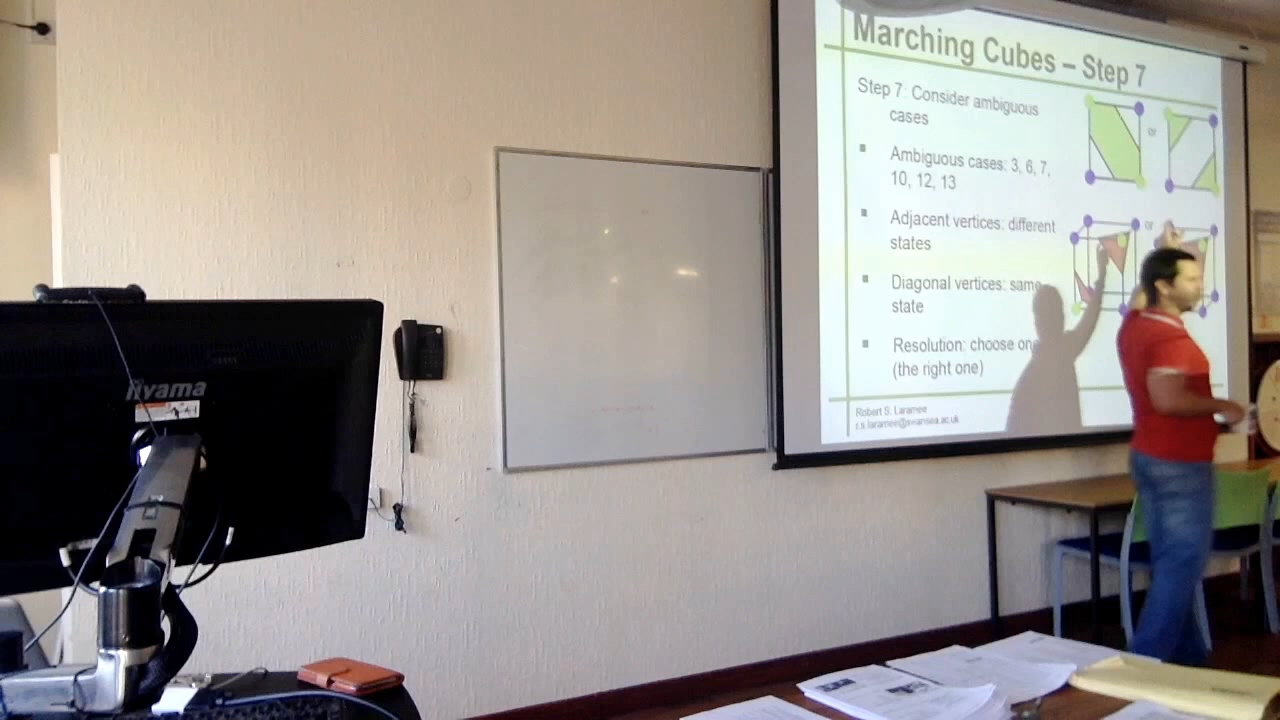 Marching Cubes – Step 7
Step 7: Consider ambiguous
cases
Ambiguous cases: 3, 6, 7,
10, 12, 13
Adjacent vertices: different
states
Diagonal vertices: same
state
Resolution: choose one
(the right one)
or
or
Robert S. Laramee
r.s.laramee@swansea.ac.uk
iiyama